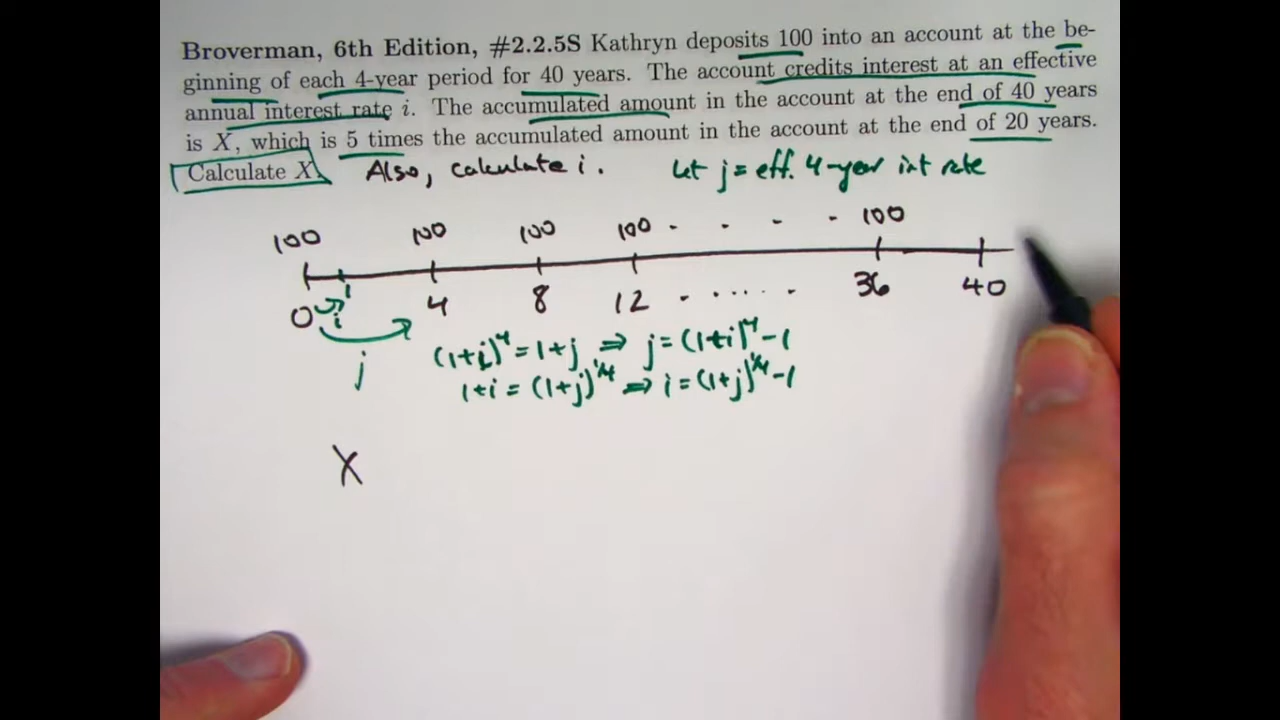 Broverman, 6th Edition, #2.2.5S Kathryn deposits 100 into an account at the be-
ginning of each 4-year period for 40 years. The account credits interest at an effective
annual interest rate i. The accumulated amount in the account at the end of 40 years
is X, which is 5 times the accumulated amount in the account at the end of 20 years.
Calculate X. Also, calculate i. Let j = eff. 4-year int rate
100 100 100 100 . . . . 100
0 1 4 8 12 . ..... . 36 40
i
j
(1+i)^4 = 1+j ⇒ j = (1+i)^4 - 1
1+i = (1+j)^1/4 ⇒ i = (1+j)^1/4 - 1
X